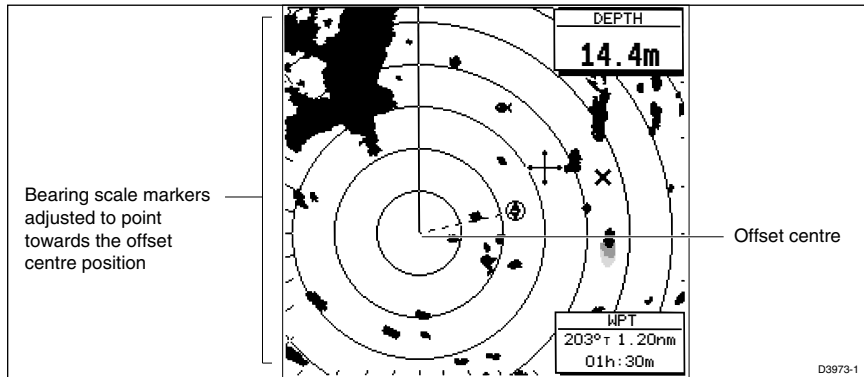 DEPTH
14.4m
Bearing scale markers
adjusted to point
towards the offset
centre position
Offset centre
WPT
203°T 1.20nm
01h:30m
D3973-1